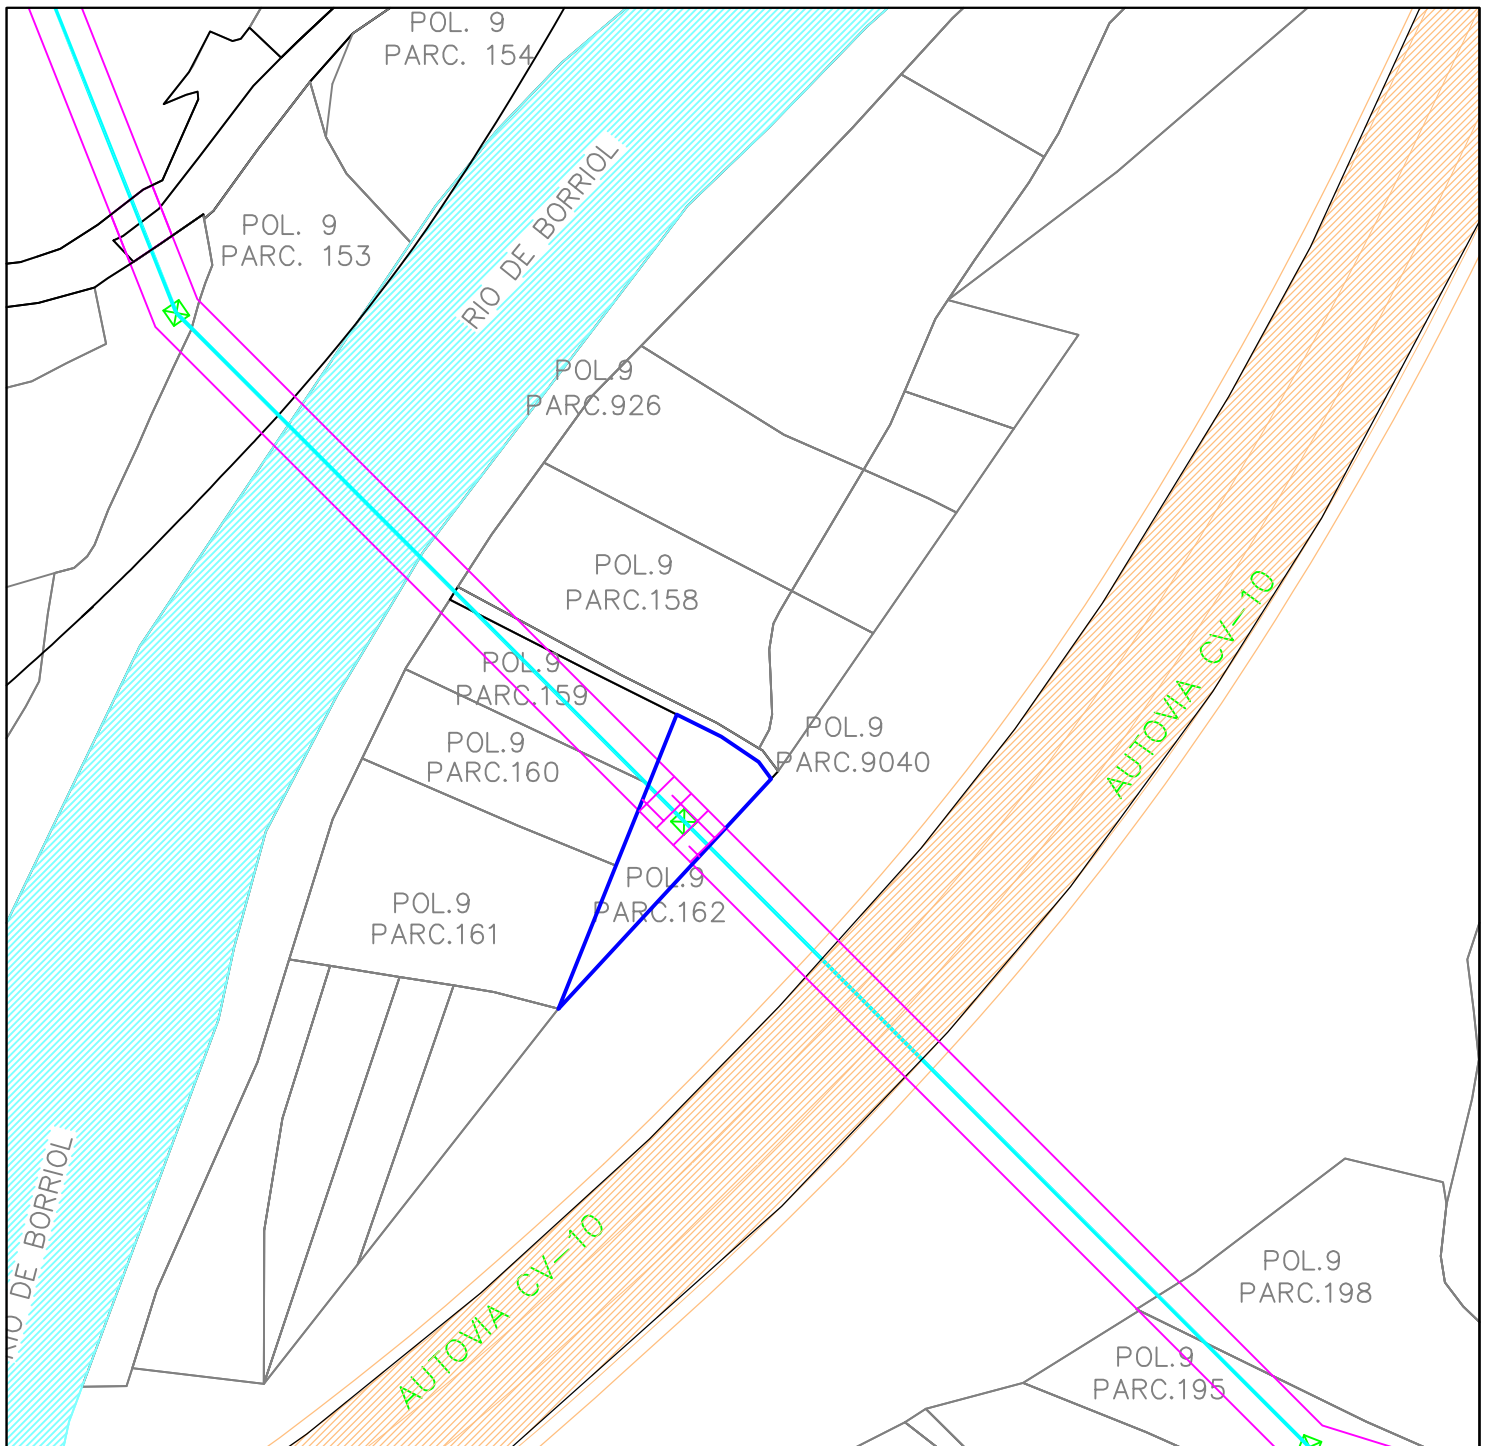 POL. 9
PARC. 154
RIO DE BORRIOL
POL. 9
PARC. 153
POL.9
PARC.926
POL.9
PARC.158
AUTOVIA CV-10
POL.9
PARC.159
POL.9
PARC.9040
POL.9
PARC.160
POL.9
PARC.162
POL.9
PARC.161
RIO DE BORRIOL
AUTOVIA CV-10
POL.9
PARC.198
POL.9
PARC.195